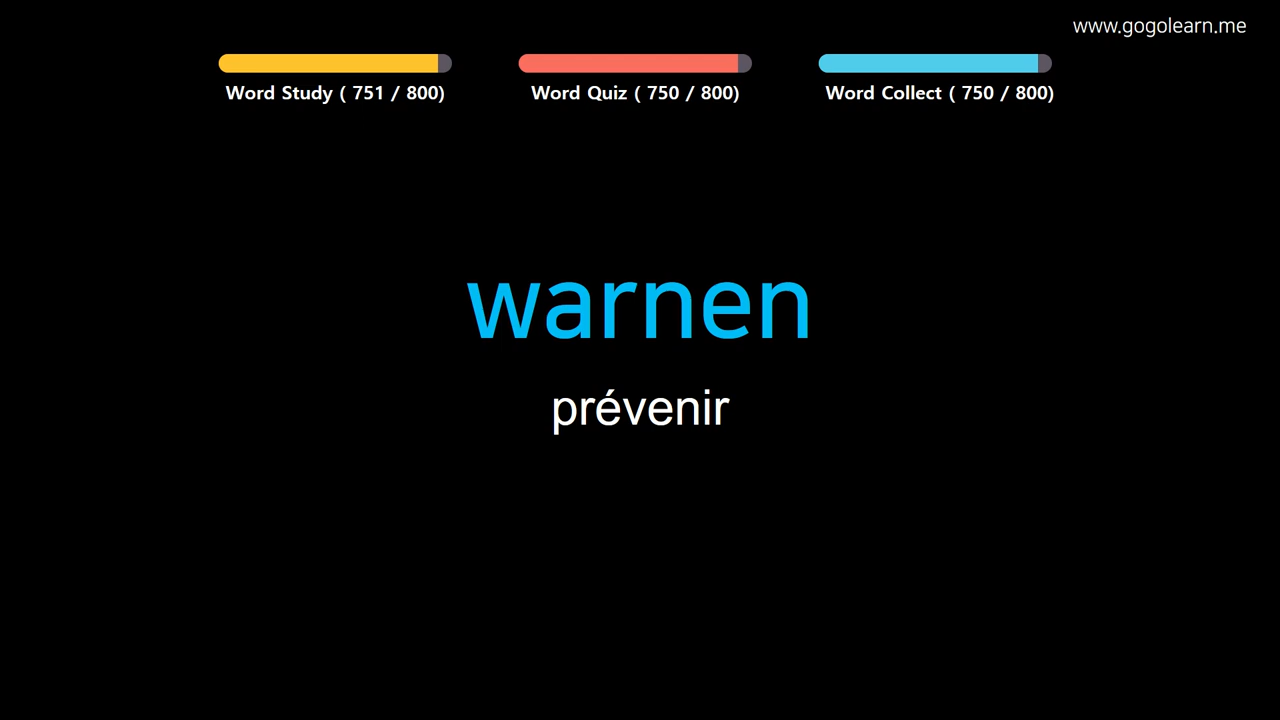 www.gogolearn.me
Word Study ( 751 / 800)
Word Quiz ( 750 / 800)
Word Collect ( 750 / 800)
warnen
prévenir